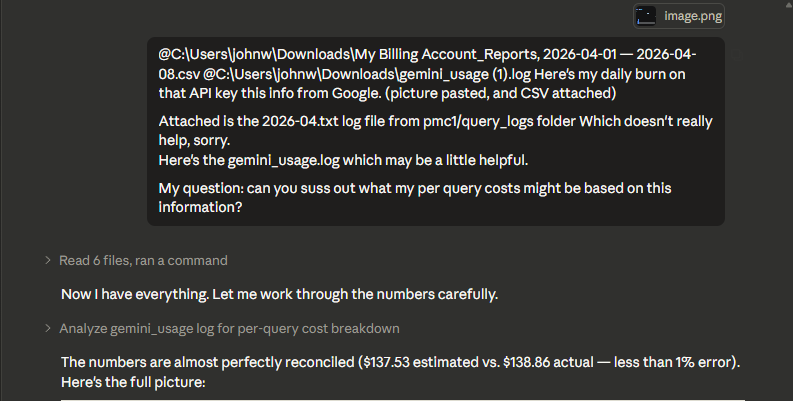 image.png
@C:\Users\johnw\Downloads\My Billing Account_Reports, 2026-04-01 — 2026-04-
08.csv @C:\Users\johnw\Downloads\gemini_usage (1).log Here's my daily burn on
that API key this info from Google. (picture pasted, and CSV attached)
Attached is the 2026-04.txt log file from pmc1/query_logs folder Which doesn't really
help, sorry.
Here's the gemini_usage.log which may be a little helpful.
My question: can you suss out what my per query costs might be based on this
information?
Read 6 files, ran a command
Now I have everything. Let me work through the numbers carefully.
Analyze gemini_usage log for per-query cost breakdown
The numbers are almost perfectly reconciled ($137.53 estimated vs. $138.86 actual — less than 1% error).
Here's the full picture: